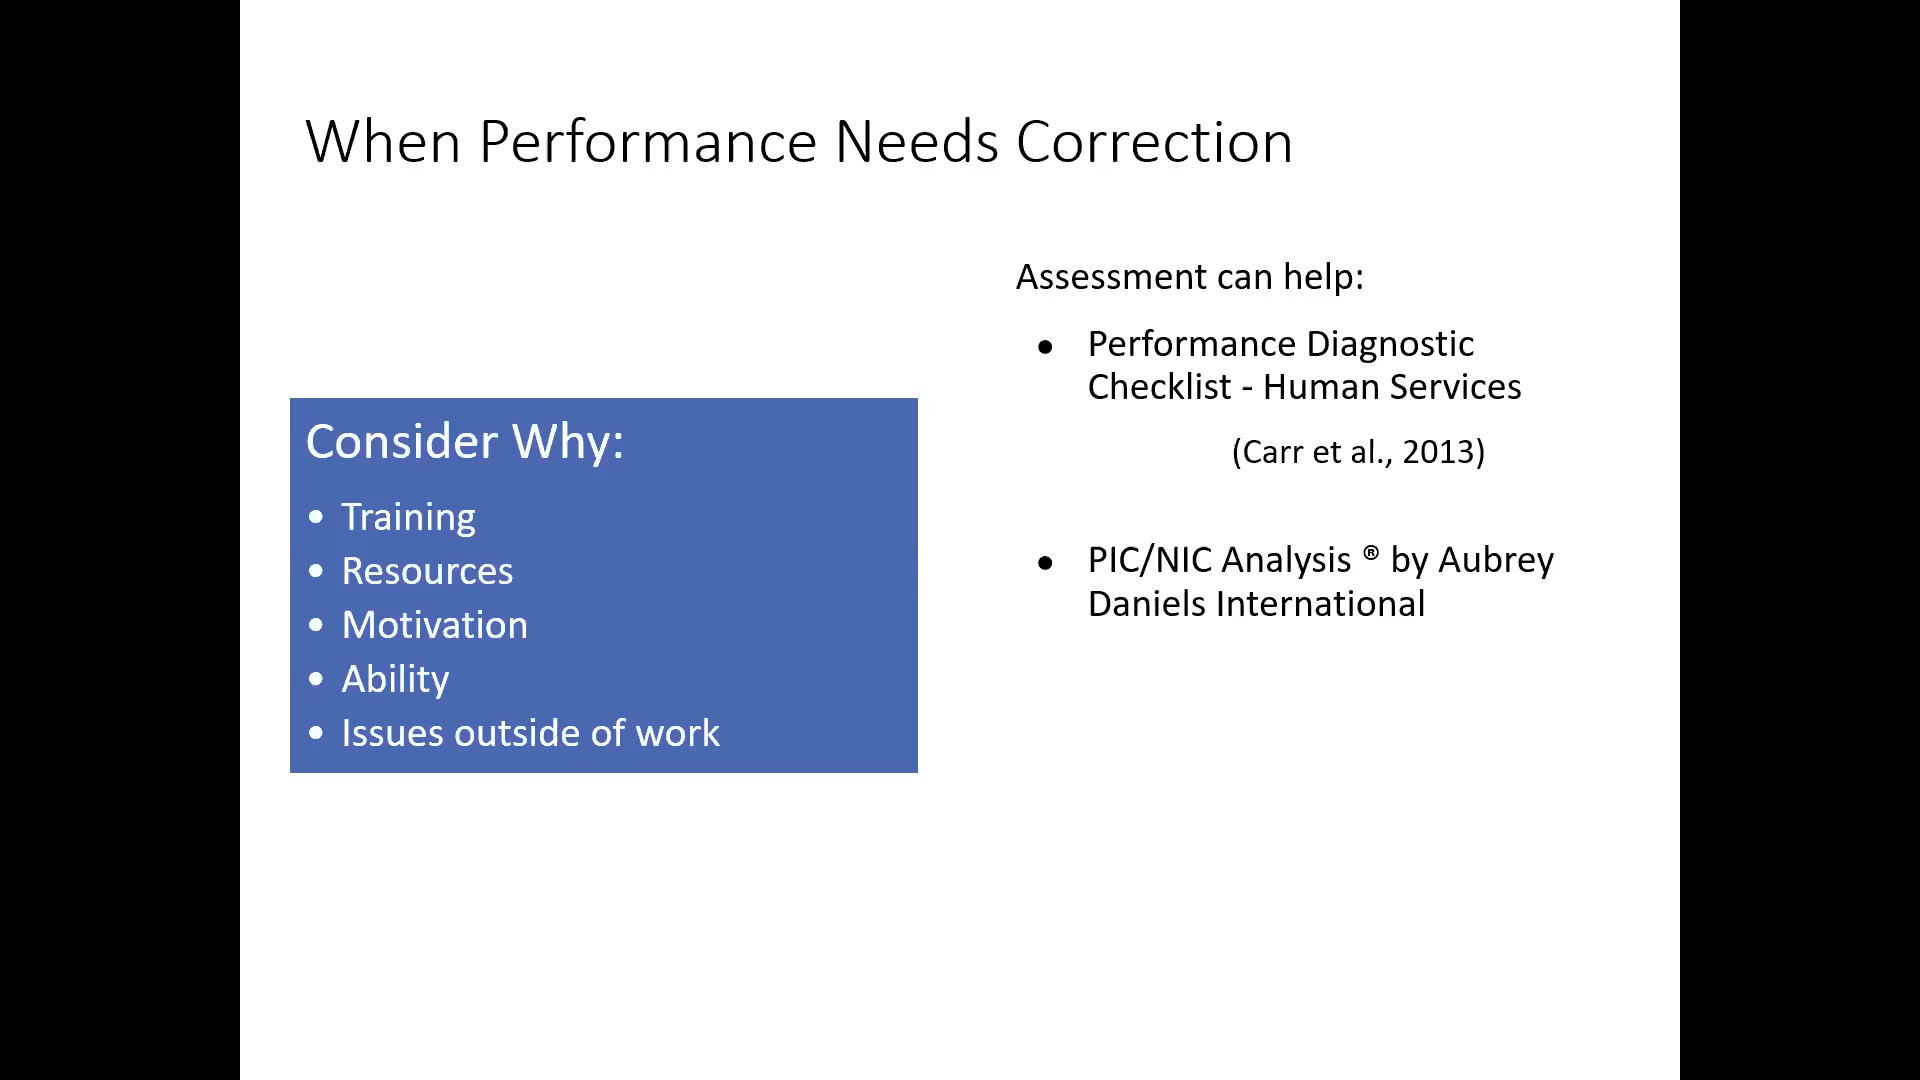 When Performance Needs Correction
Consider Why:
• Training
• Resources
• Motivation
• Ability
• Issues outside of work
Assessment can help:
● Performance Diagnostic
Checklist - Human Services
(Carr et al., 2013)
● PIC/NIC Analysis ® by Aubrey
Daniels International